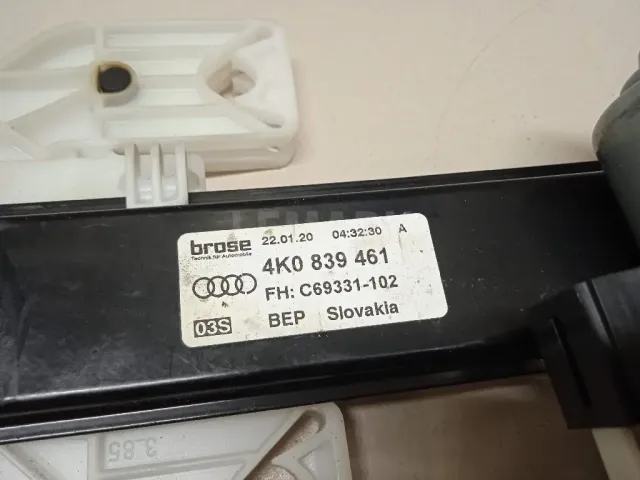 brose 22.01.20 04:32:30 A
Technik für Automobile
4K0 839 461
FH: C69331-102
03S BEP Slovakia
3 85